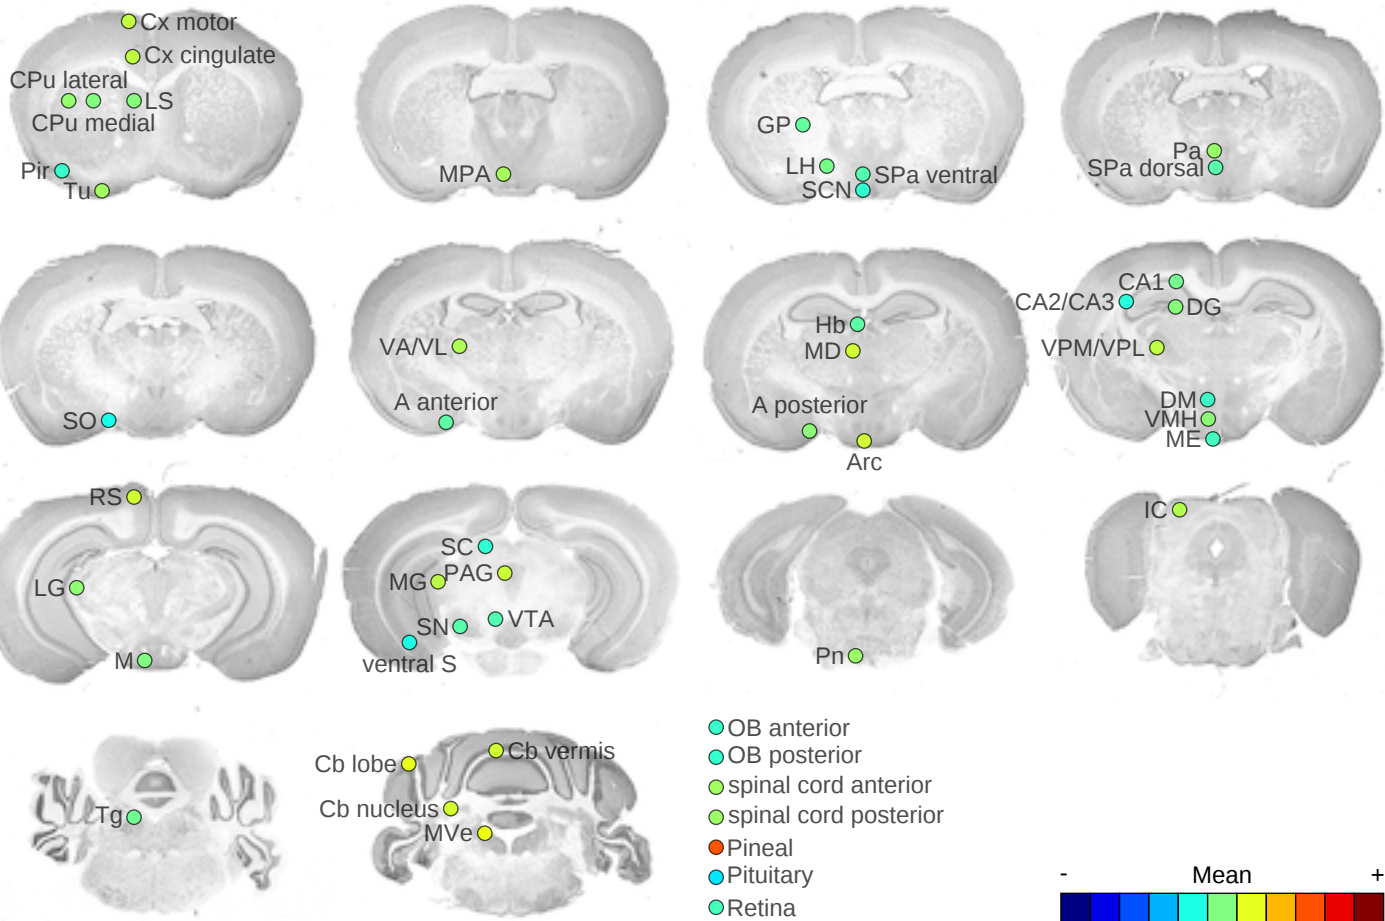 Cx motor
Cx cingulate
CPu lateral
LS
CPu medial
Pir
Tu
MPA
GP
LH
SPa ventral
SCN
Pa
SPa dorsal
SO
VA/VL
A anterior
Hb
MD
A posterior
Arc
CA1
CA2/CA3
DG
VPM/VPL
DM
VMH
ME
RS
LG
M
SC
MG
PAG
SN
VTA
ventral S
Pn
IC
Tg
Cb lobe
Cb vermis
Cb nucleus
MVe
OB anterior
OB posterior
spinal cord anterior
spinal cord posterior
Pineal
Pituitary
Retina
- Mean +